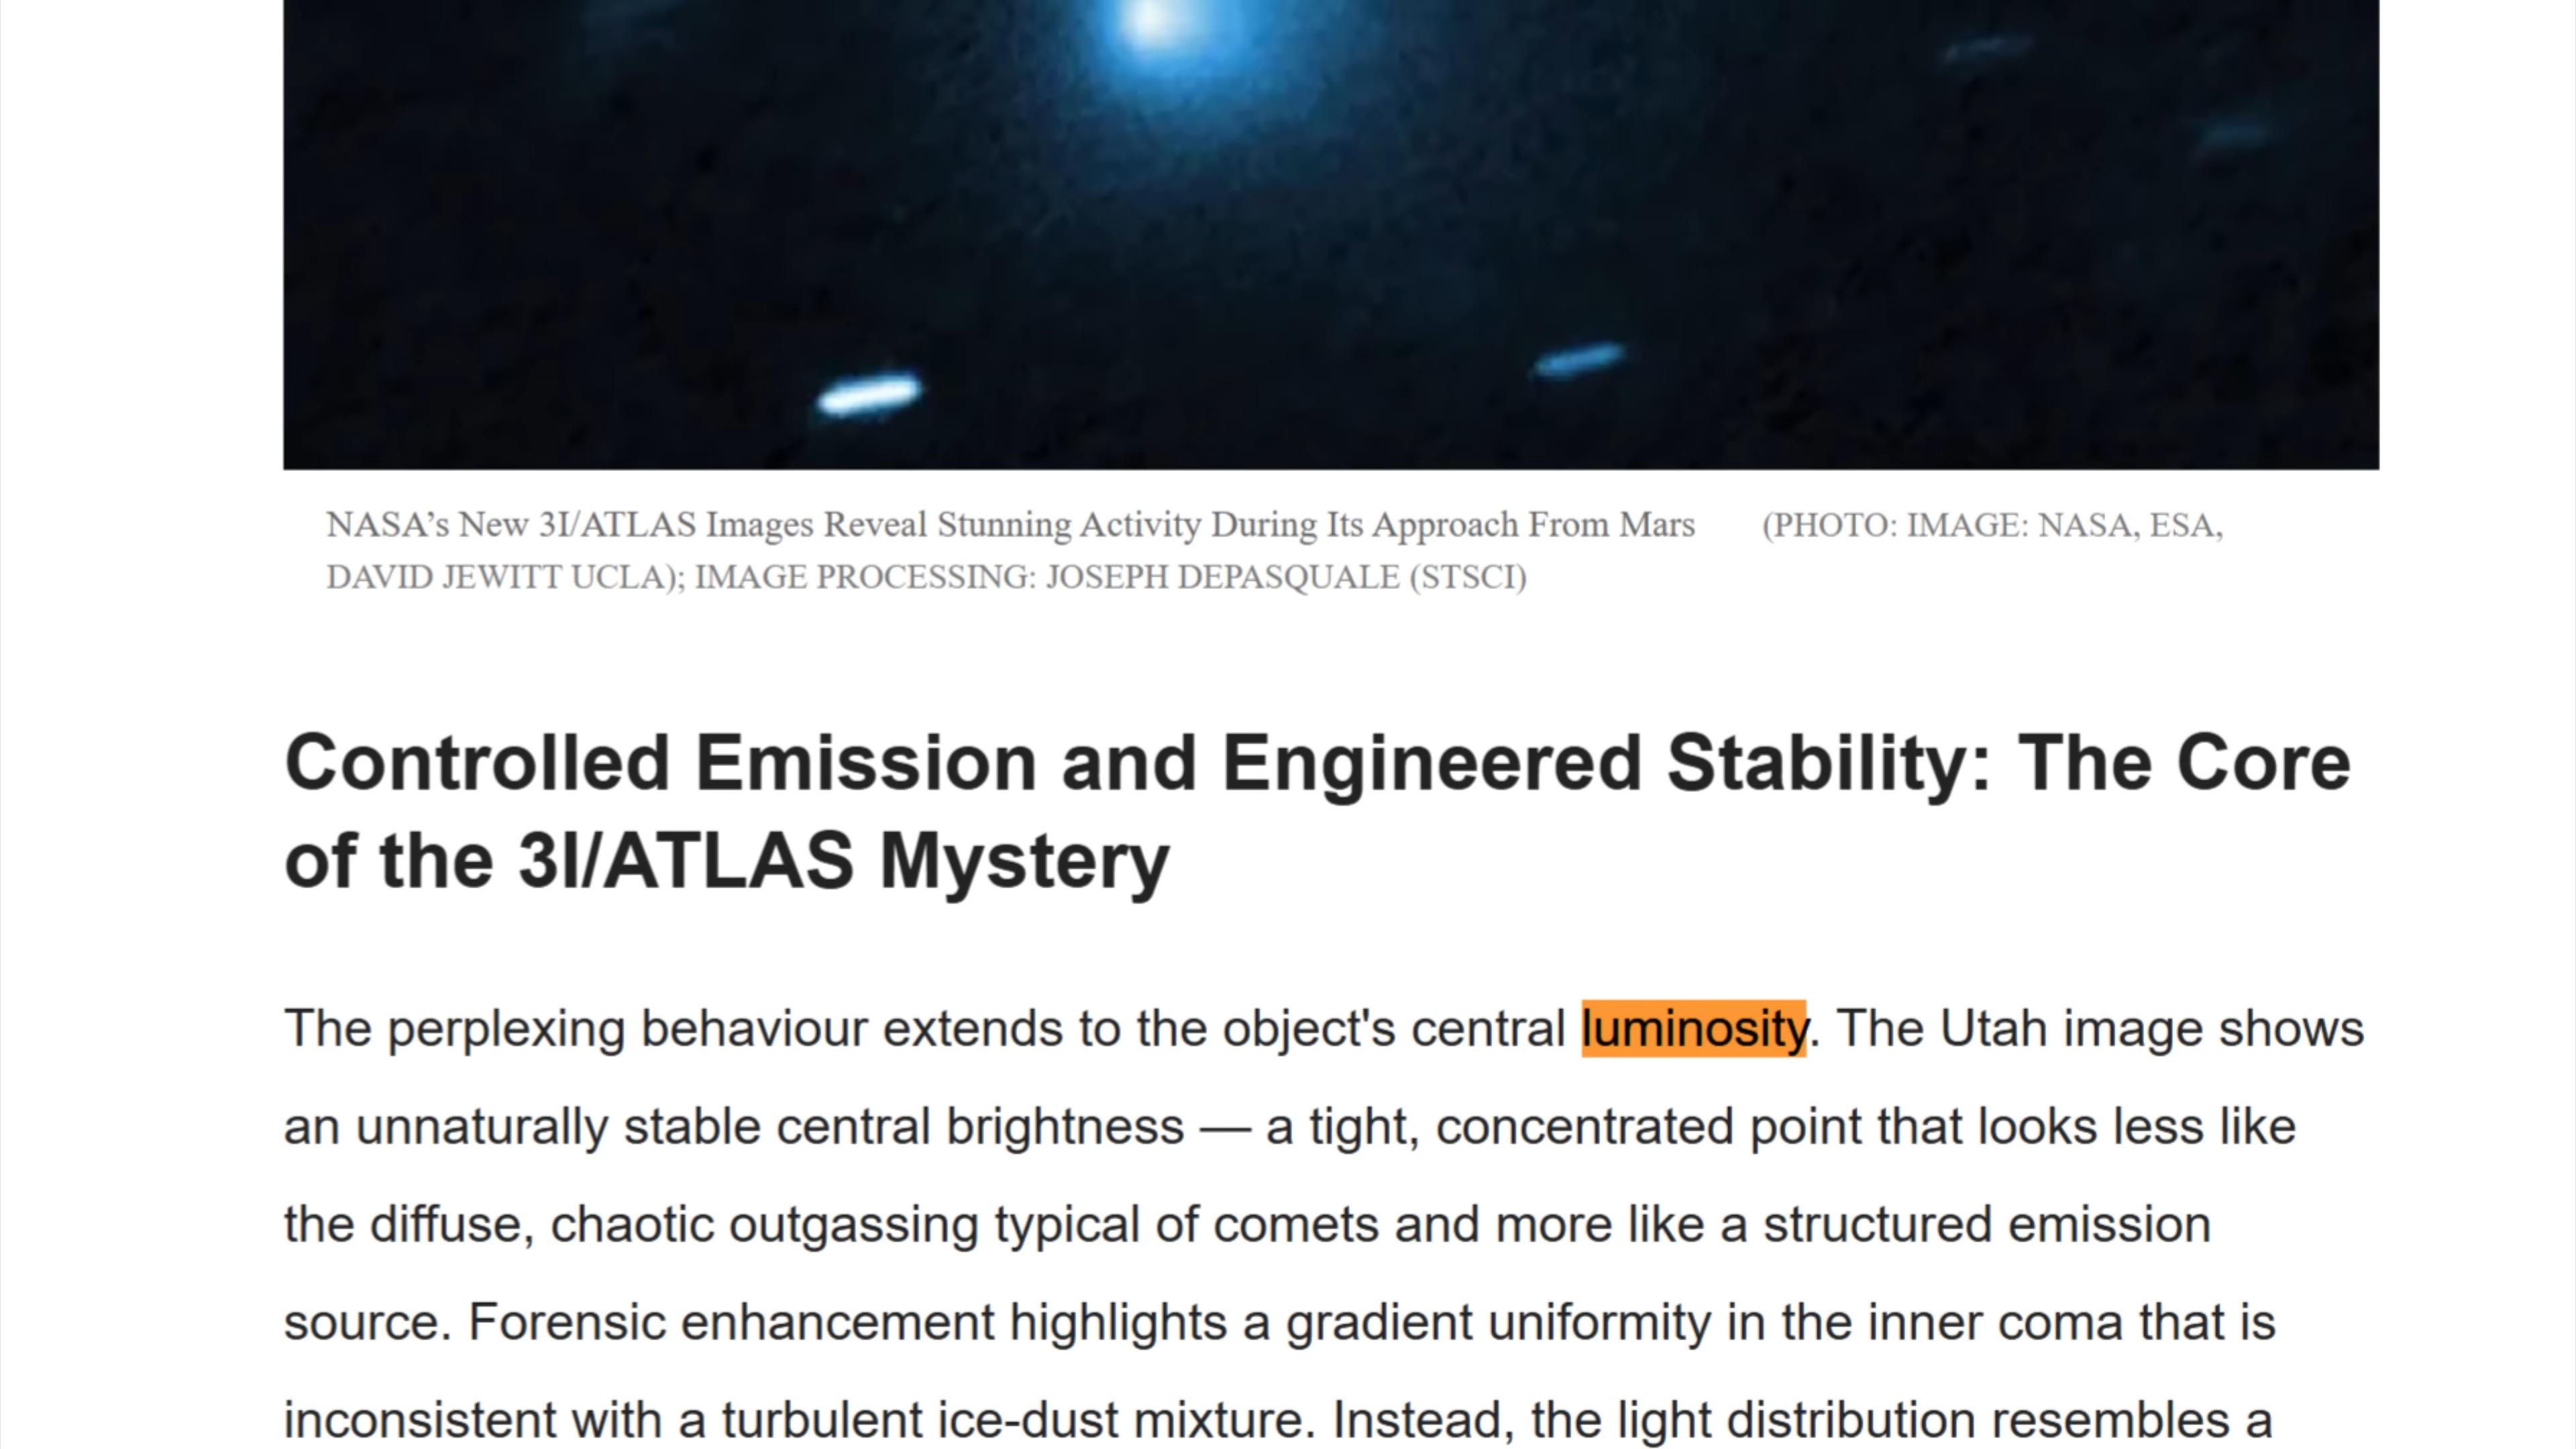 NASA’s New 3I/ATLAS Images Reveal Stunning Activity During Its Approach From Mars (PHOTO: IMAGE: NASA, ESA,
DAVID JEWITT UCLA); IMAGE PROCESSING: JOSEPH DEPASQUALE (STSCI)
Controlled Emission and Engineered Stability: The Core
of the 3I/ATLAS Mystery
The perplexing behaviour extends to the object's central luminosity. The Utah image shows
an unnaturally stable central brightness — a tight, concentrated point that looks less like
the diffuse, chaotic outgassing typical of comets and more like a structured emission
source. Forensic enhancement highlights a gradient uniformity in the inner coma that is
inconsistent with a turbulent ice-dust mixture. Instead, the light distribution resembles a